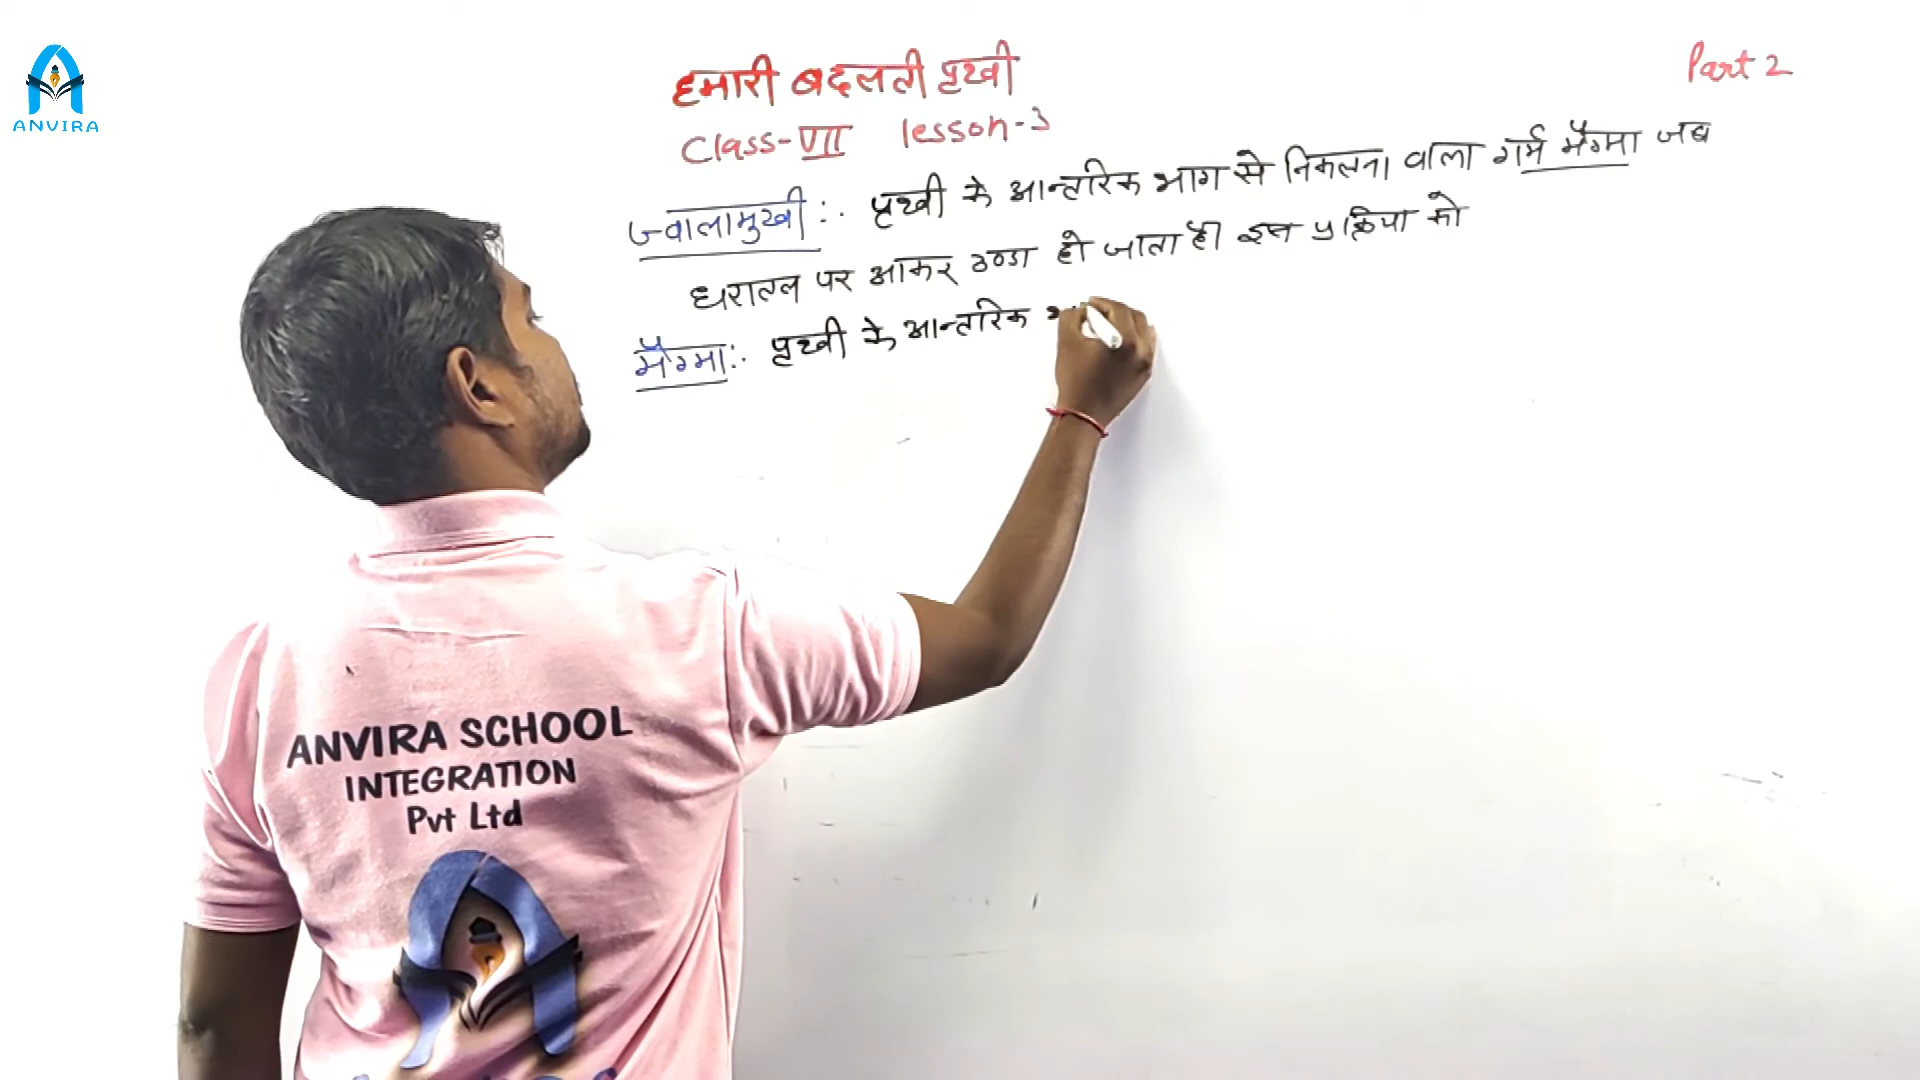 ANVIRA
हमारी बदलती पृथ्वी
Part 2
Class-VII lesson-3
ज्वालामुखी :. पृथ्वी के आन्तरिक भाग से निकलना वाला गर्म मैग्मा जब
धरातल पर आकर ठण्डा हो जाता है। इस प्रक्रिया को
मैग्मा :. पृथ्वी के आन्तरिक
ANVIRA SCHOOL
INTEGRATION
Pvt Ltd